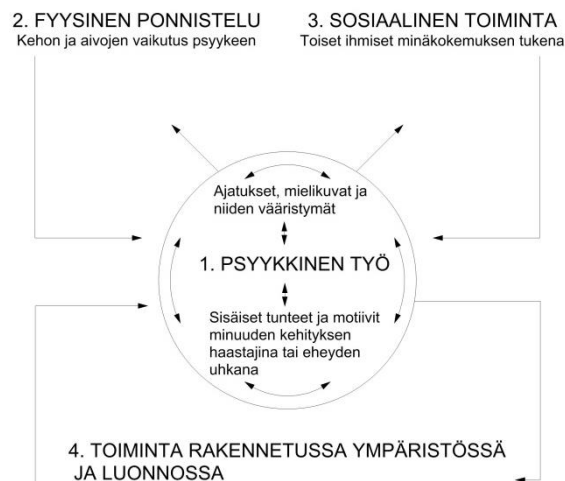 2. FYYSINEN PONNISTELU
Kehon ja aivojen vaikutus psyykeen
3. SOSIAALINEN TOIMINTA
Toiset ihmiset minäkokemuksen tukena
Ajatukset, mielikuvat ja
niiden vääristymät
1. PSYYKKINEN TYÖ
Sisäiset tunteet ja motiivit
minuuden kehityksen
haastajina tai eheyden
uhkana
4. TOIMINTA RAKENNETUSSA YMPÄRISTÖSSÄ
JA LUONNOSSA